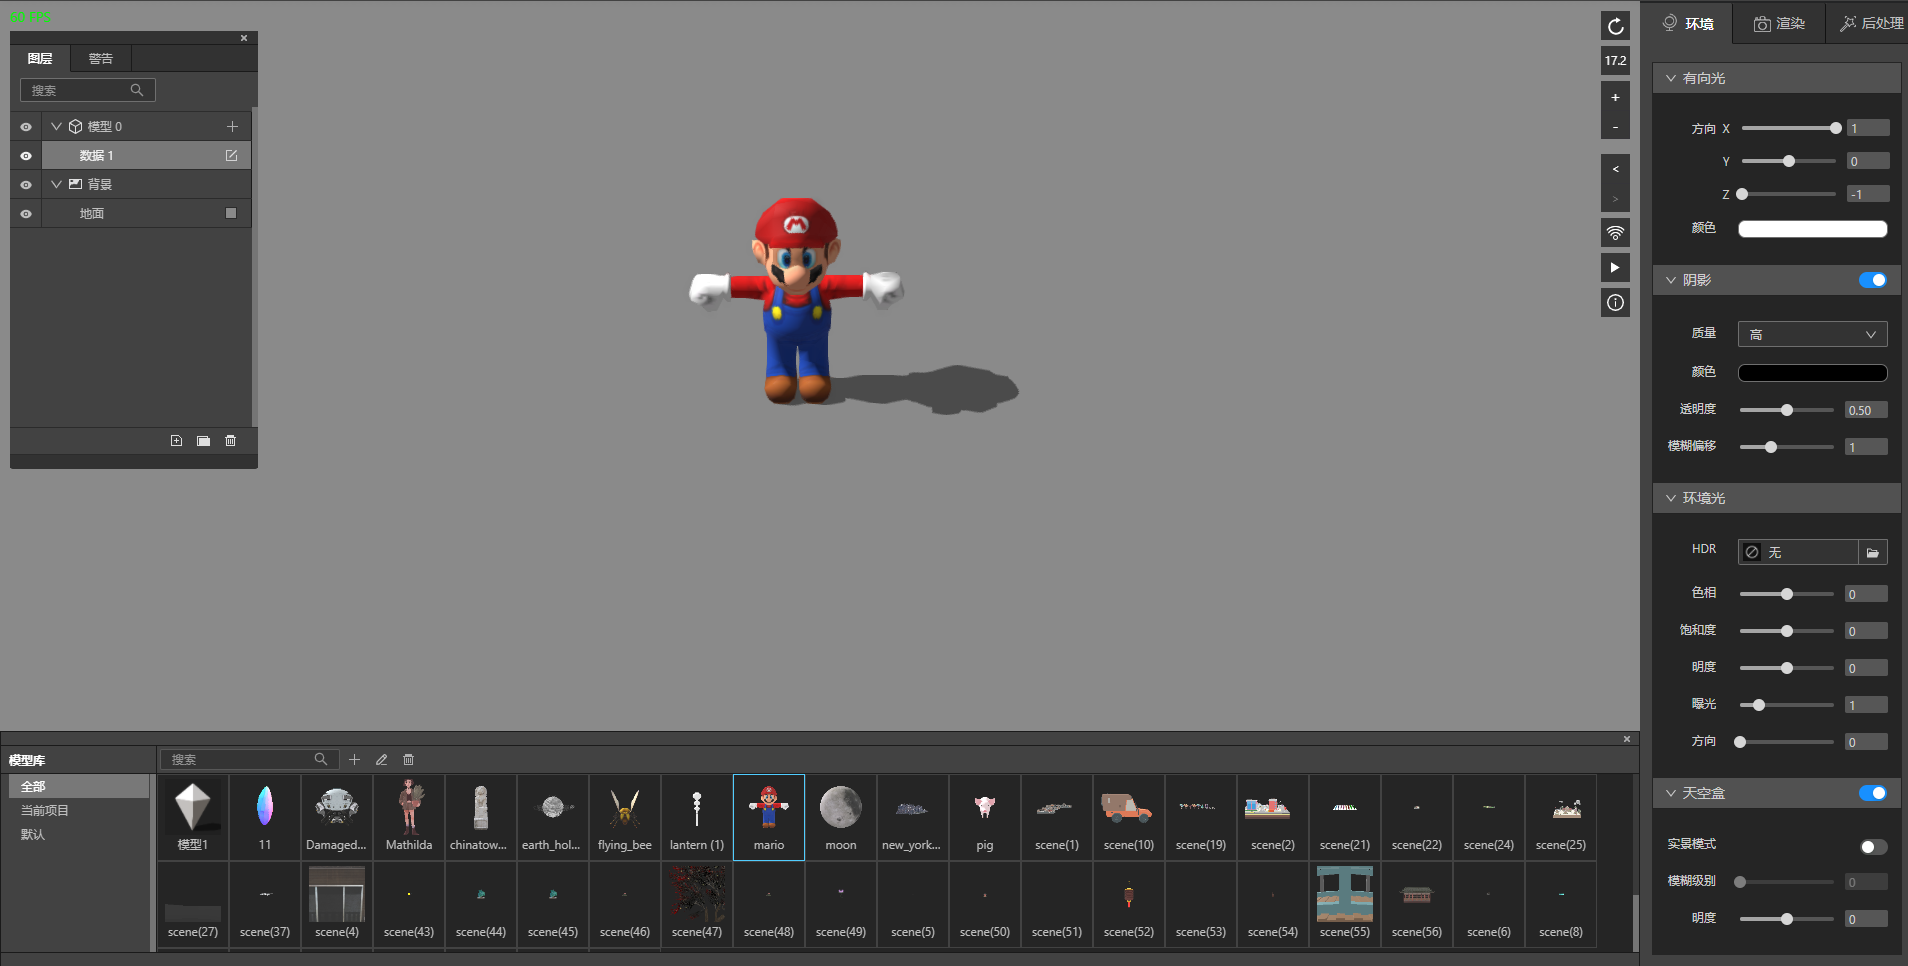 60 FPS
图层 警告
搜索
模型 0
数据 1
背景
地面
17.2
+
-
<
>
环境 渲染 后处理
有向光
方向 X 1
Y 0
Z -1
颜色
阴影
质量 高
颜色
透明度 0.50
模糊偏移 1
环境光
HDR 无
色相 0
饱和度 0
明度 0
曝光 1
方向 0
天空盒
实景模式
模糊级别 0
明度 0
模型库
搜索
全部
当前项目
默认
模型1 11 Damaged... Mathilda chinatow... earth_hol... flying_bee lantern (1) mario moon new_york... pig scene(1) scene(10) scene(19) scene(2) scene(21) scene(22) scene(24) scene(25)
scene(27) scene(37) scene(4) scene(43) scene(44) scene(45) scene(46) scene(47) scene(48) scene(49) scene(5) scene(50) scene(51) scene(52) scene(53) scene(54) scene(55) scene(56) scene(6) scene(8)